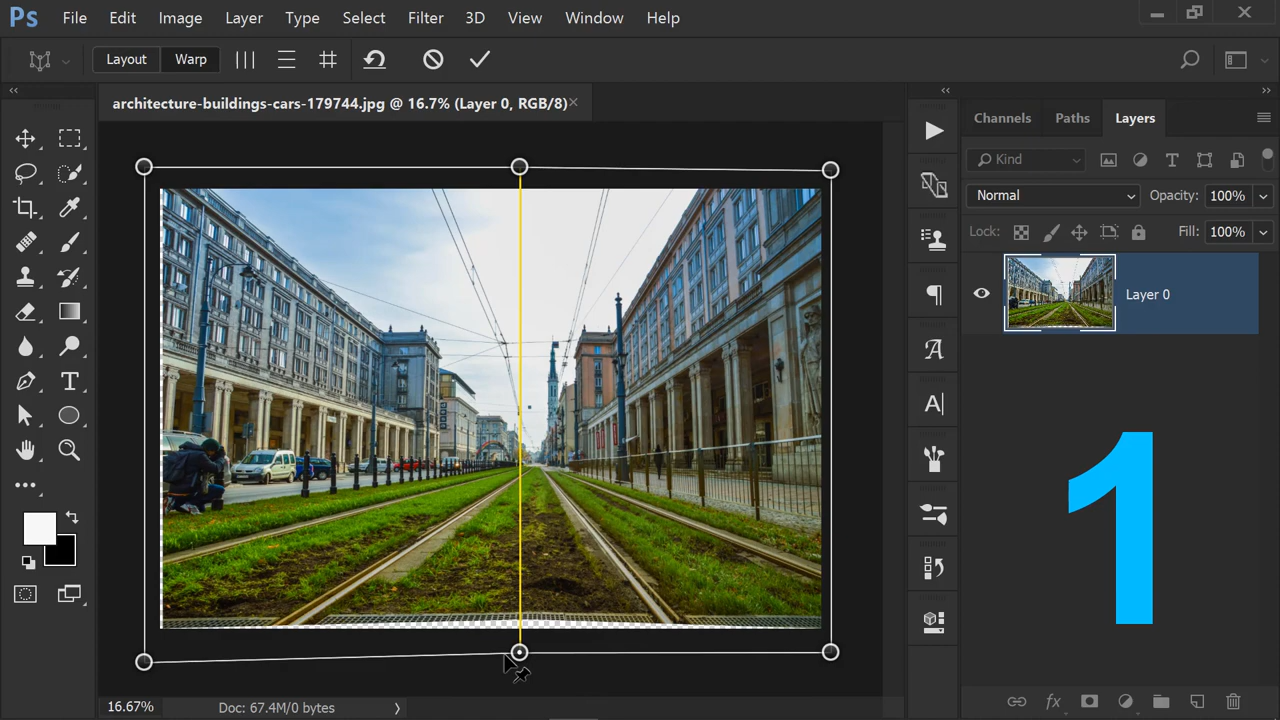 Ps File Edit Image Layer Type Select Filter 3D View Window Help
Layout Warp
architecture-buildings-cars-179744.jpg @ 16.7% (Layer 0, RGB/8)
Channels Paths Layers
Kind
Normal Opacity: 100%
Lock: Fill: 100%
Layer 0
1
16.67% Doc: 67.4M/0 bytes